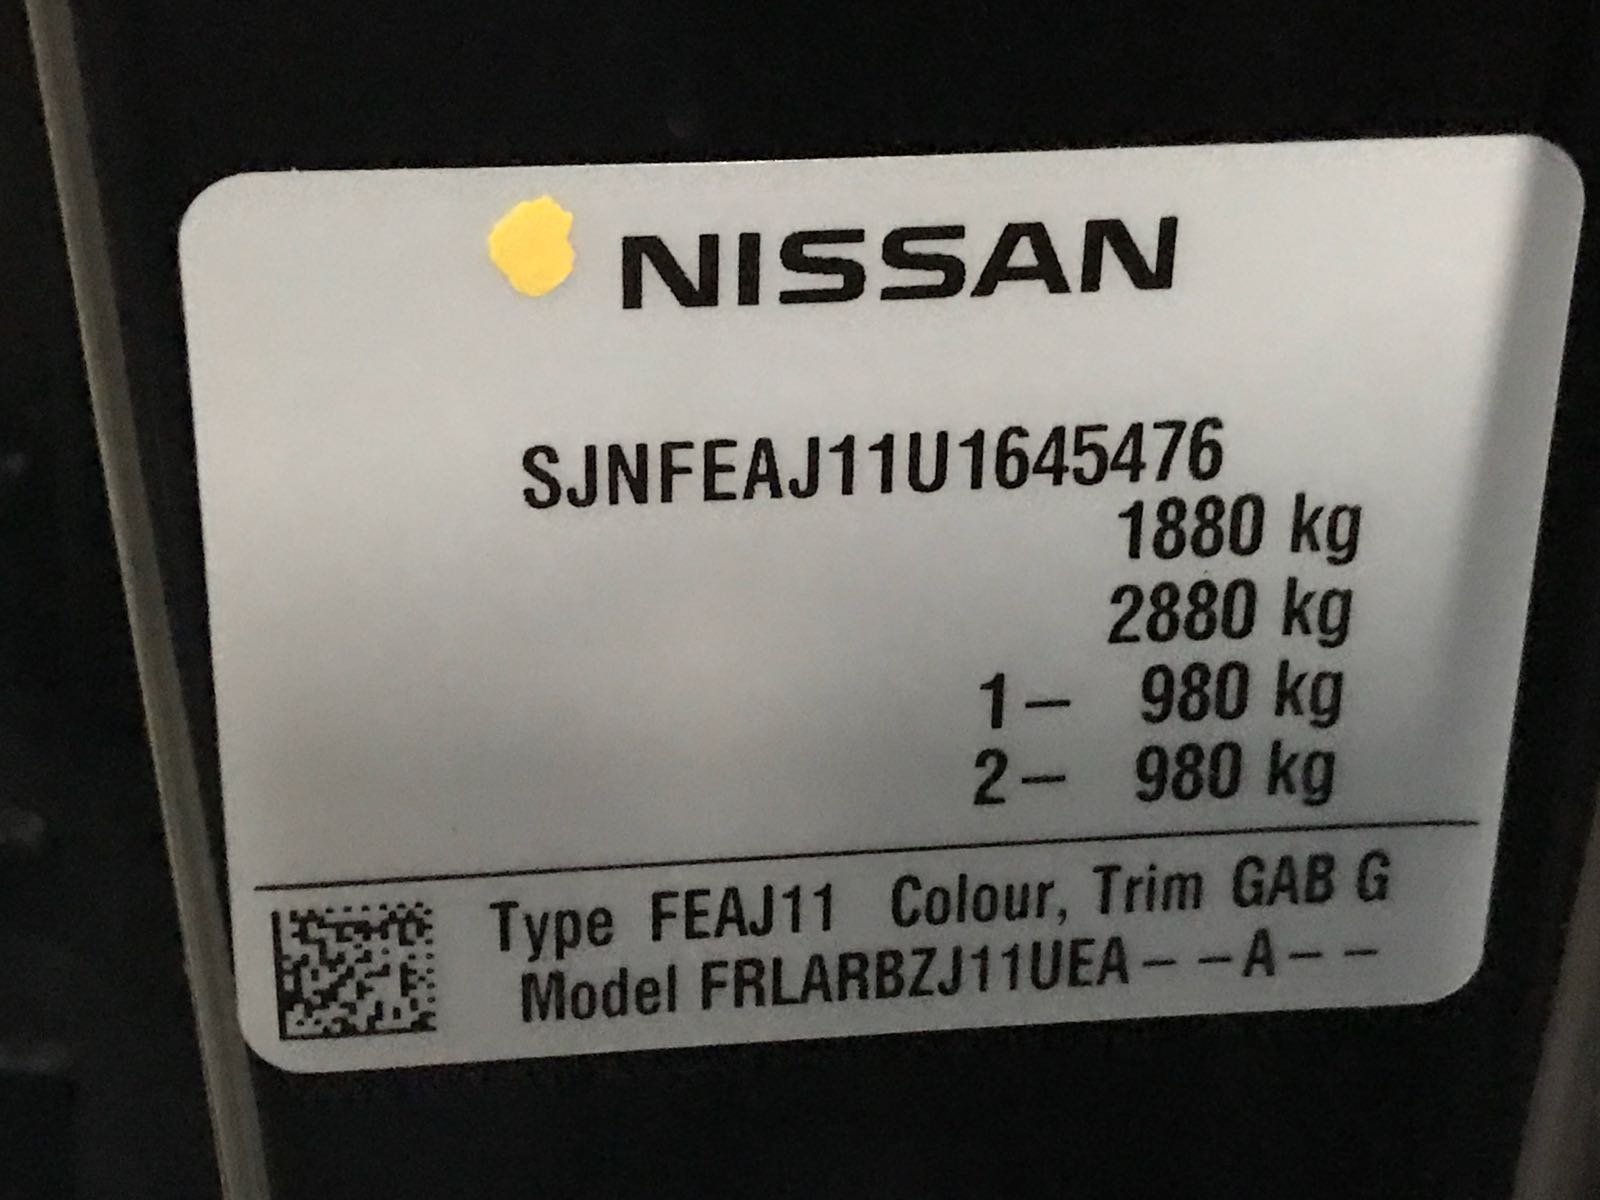 NISSAN
SJNFEAJ11U1645476
1880 kg
2880 kg
1– 980 kg
2– 980 kg
Type FEAJ11 Colour, Trim GAB G
Model FRLARBZJ11UEA– –A– –